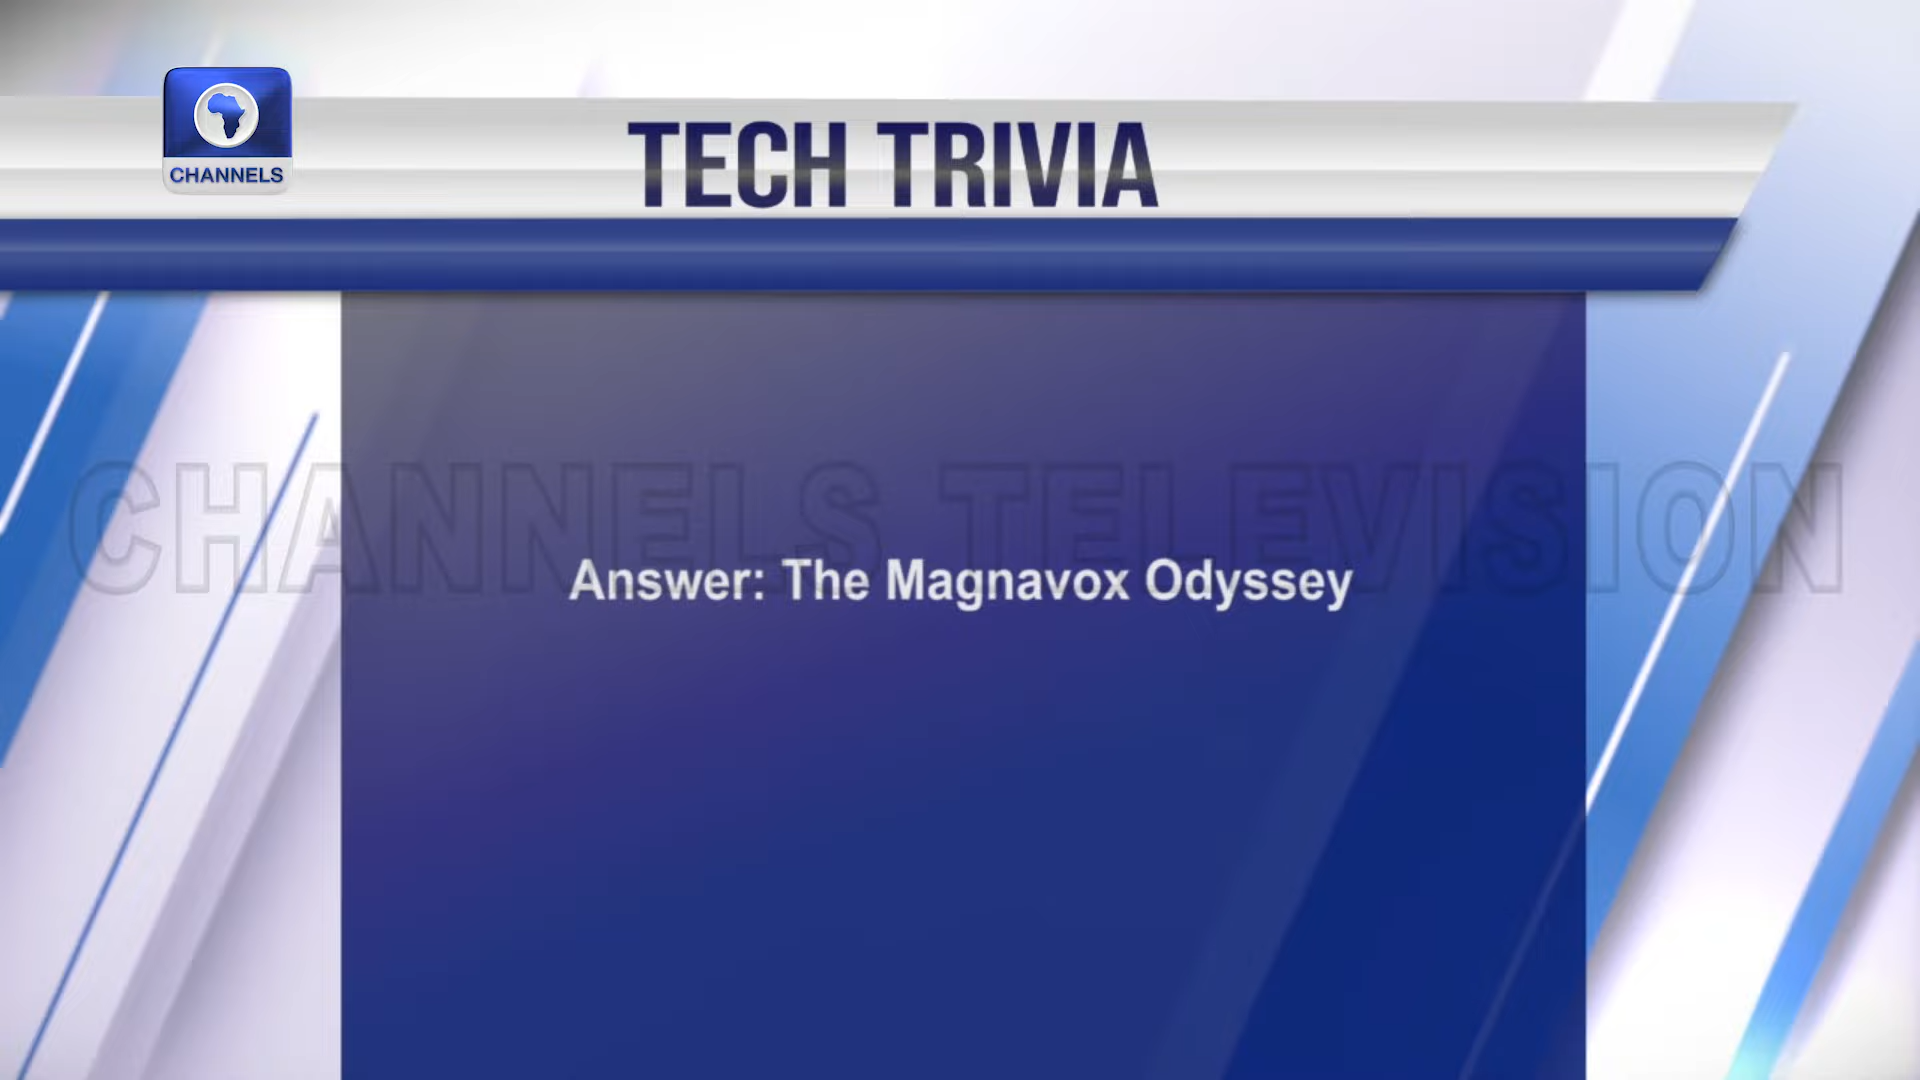 CHANNELS
TECH TRIVIA
CHANNELS TELEVISION
Answer: The Magnavox Odyssey